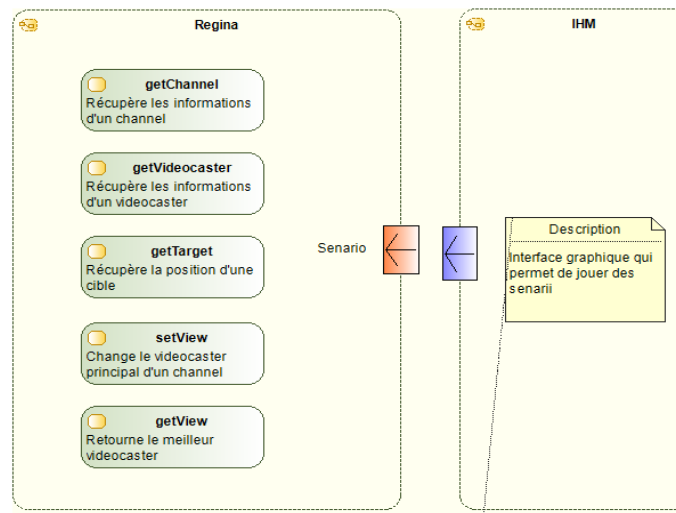 Regina
getChannel
Récupère les informations
d'un channel
getVideocaster
Récupère les informations
d'un videocaster
getTarget
Récupère la position d'une
cible
setView
Change le videocaster
principal d'un channel
getView
Retourne le meilleur
videocaster
Senario
IHM
Description
Interface graphique qui
permet de jouer des
senarii